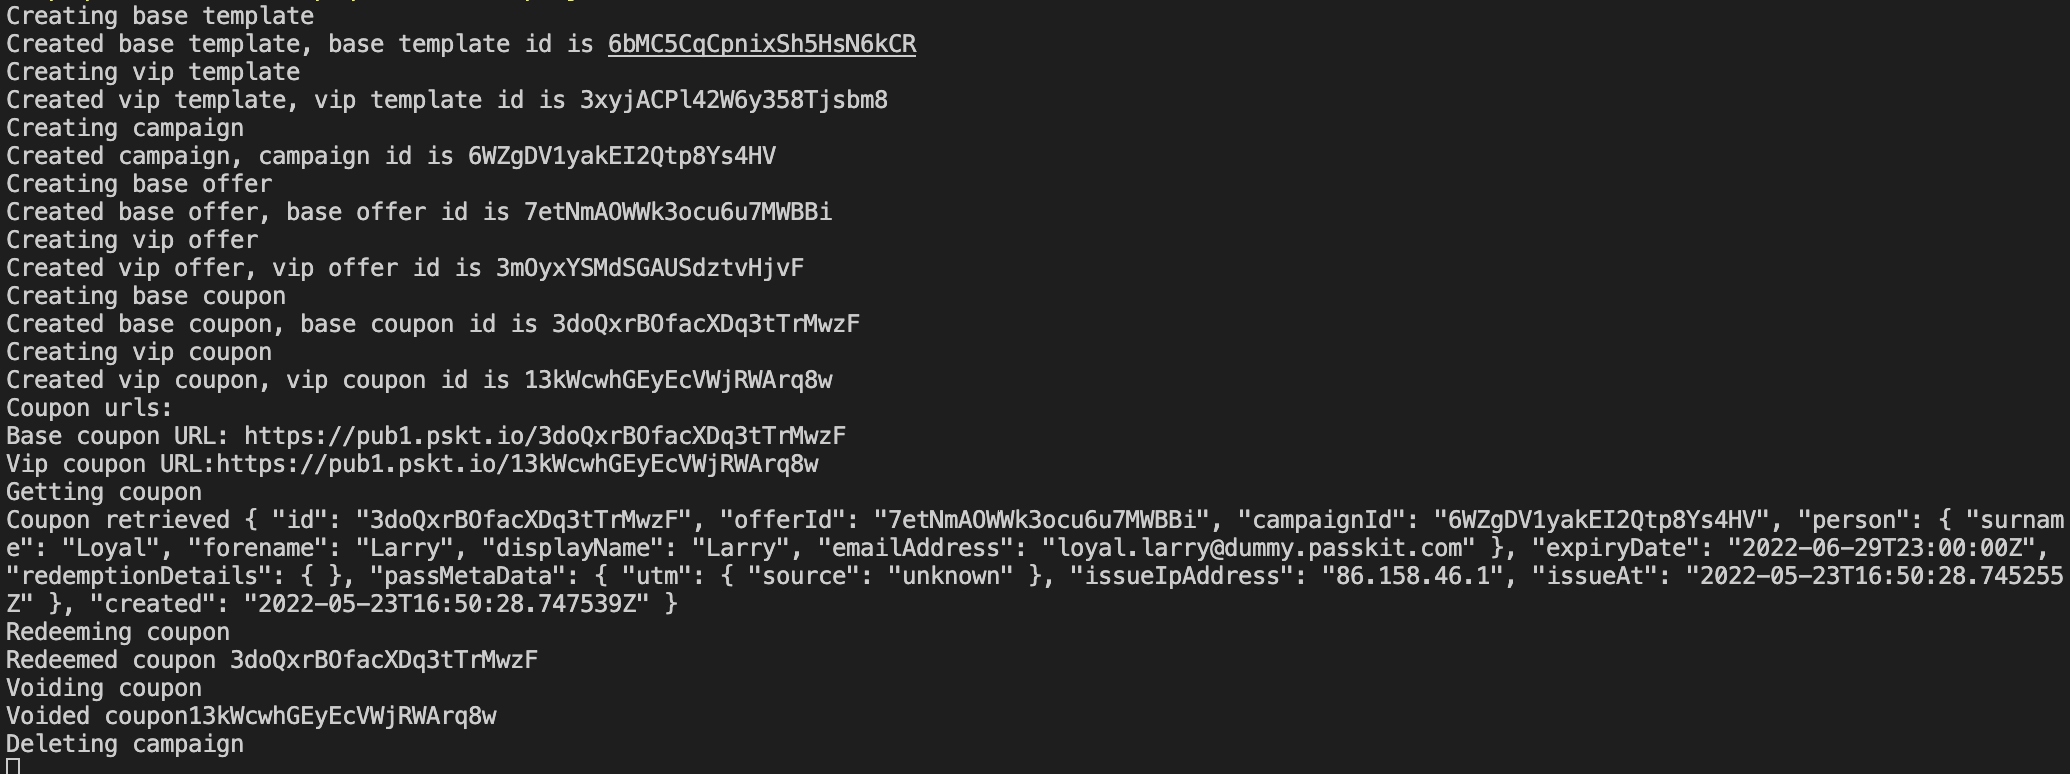 Creating base template
Created base template, base template id is 6bMC5CqCpnixSh5HsN6kCR
Creating vip template
Created vip template, vip template id is 3xyjACPl42W6y358Tjsbm8
Creating campaign
Created campaign, campaign id is 6WZgDV1yakEI2Qtp8Ys4HV
Creating base offer
Created base offer, base offer id is 7etNmAOWWk3ocu6u7MWBBi
Creating vip offer
Created vip offer, vip offer id is 3mOyxYSMdSGAUSdztvHjvF
Creating base coupon
Created base coupon, base coupon id is 3doQxrBOfacXDq3tTrMwzF
Creating vip coupon
Created vip coupon, vip coupon id is 13kWcwhGEyEcVWjRWArq8w
Coupon urls:
Base coupon URL: https://pub1.pskt.io/3doQxrBOfacXDq3tTrMwzF
Vip coupon URL:https://pub1.pskt.io/13kWcwhGEyEcVWjRWArq8w
Getting coupon
Coupon retrieved { "id": "3doQxrBOfacXDq3tTrMwzF", "offerId": "7etNmAOWWk3ocu6u7MWBBi", "campaignId": "6WZgDV1yakEI2Qtp8Ys4HV", "person": { "surnam
e": "Loyal", "forename": "Larry", "displayName": "Larry", "emailAddress": "loyal.larry@dummy.passkit.com" }, "expiryDate": "2022-06-29T23:00:00Z",
"redemptionDetails": { }, "passMetaData": { "utm": { "source": "unknown" }, "issueIpAddress": "86.158.46.1", "issueAt": "2022-05-23T16:50:28.745255
Z" }, "created": "2022-05-23T16:50:28.747539Z" }
Redeeming coupon
Redeemed coupon 3doQxrBOfacXDq3tTrMwzF
Voiding coupon
Voided coupon13kWcwhGEyEcVWjRWArq8w
Deleting campaign